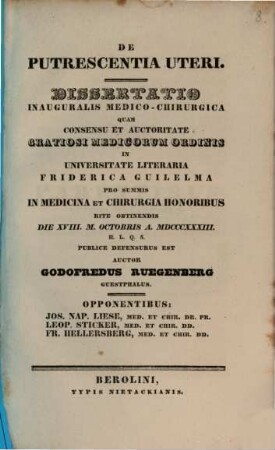 8.
DE
PUTRESCENTIA UTERI.
DISSERTATIO
INAUGURALIS MEDICO-CHIRURGICA
QUAM
CONSENSU ET AUCTORITATE
GRATIOSI MEDICORUM ORDINIS
IN
UNIVERSITATE LITERARIA
FRIDERICA GUILELMA
PRO SUMMIS
IN MEDICINA ET CHIRURGIA HONORIBUS
RITE OBTINENDIS
DIE XVIII. M. OCTOBRIS A. MDCCCXXXIII.
H. L. Q. S.
PUBLICE DEFENSURUS EST
AUCTOR
GODOFREDUS RUEGENBERG
GUESTPHALUS.
OPPONENTIBUS:
JOS. NAP. LIESE, MED. ET CHIR. DR. FR.
LEOP. STICKER, MED. ET CHIR. DD.
FR. HELLERSBERG, MED. ET CHIR. DD.
BEROLINI,
TYPIS NIETACKIANIS.